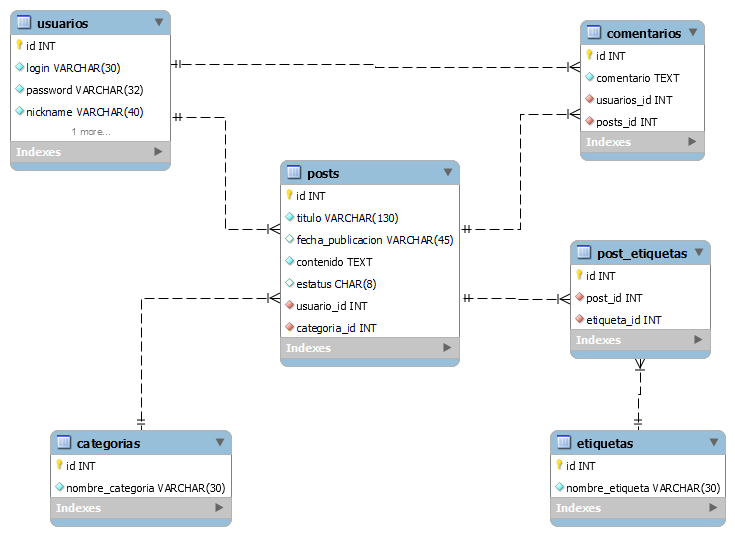 usuarios
id INT
login VARCHAR(30)
password VARCHAR(32)
nickname VARCHAR(40)
1 more...
Indexes
comentarios
id INT
comentario TEXT
usuarios_id INT
posts_id INT
Indexes
posts
id INT
titulo VARCHAR(130)
fecha_publicacion VARCHAR(45)
contenido TEXT
estatus CHAR(8)
usuario_id INT
categoria_id INT
Indexes
post_etiquetas
id INT
post_id INT
etiqueta_id INT
Indexes
categorias
id INT
nombre_categoria VARCHAR(30)
Indexes
etiquetas
id INT
nombre_etiqueta VARCHAR(30)
Indexes